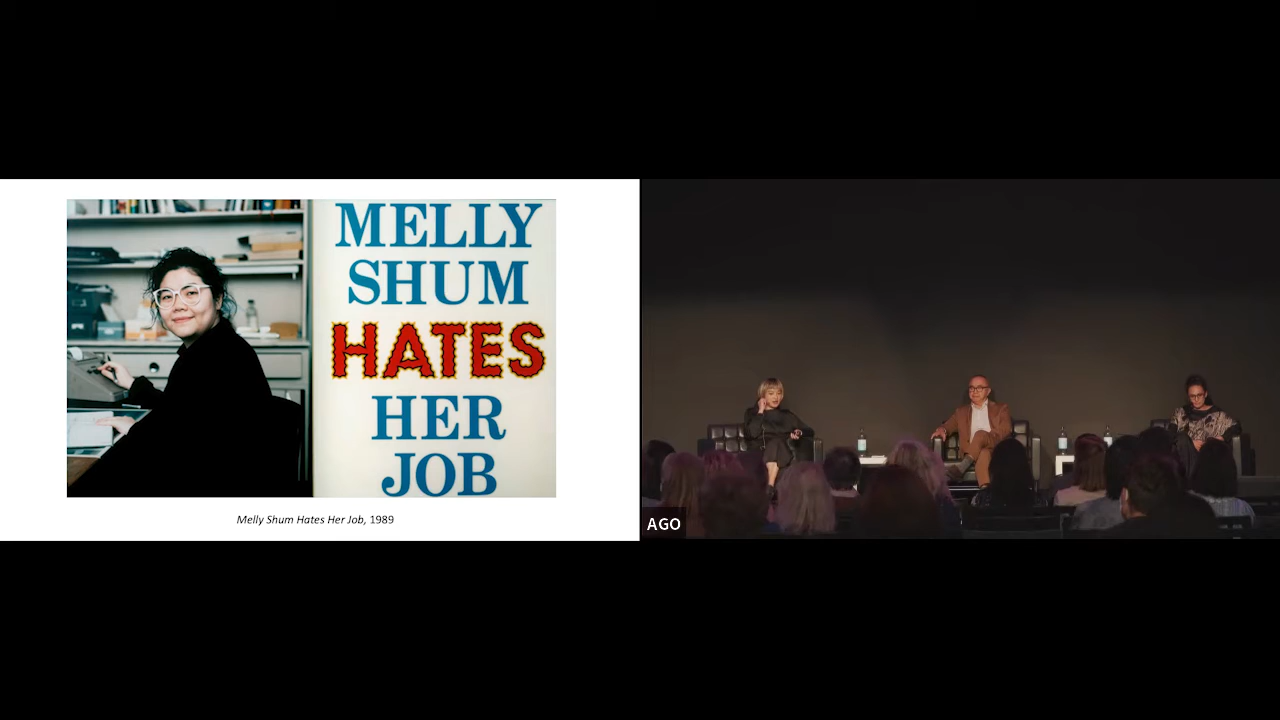 MELLY
SHUM
HATES
HER
JOB
Melly Shum Hates Her Job, 1989
AGO